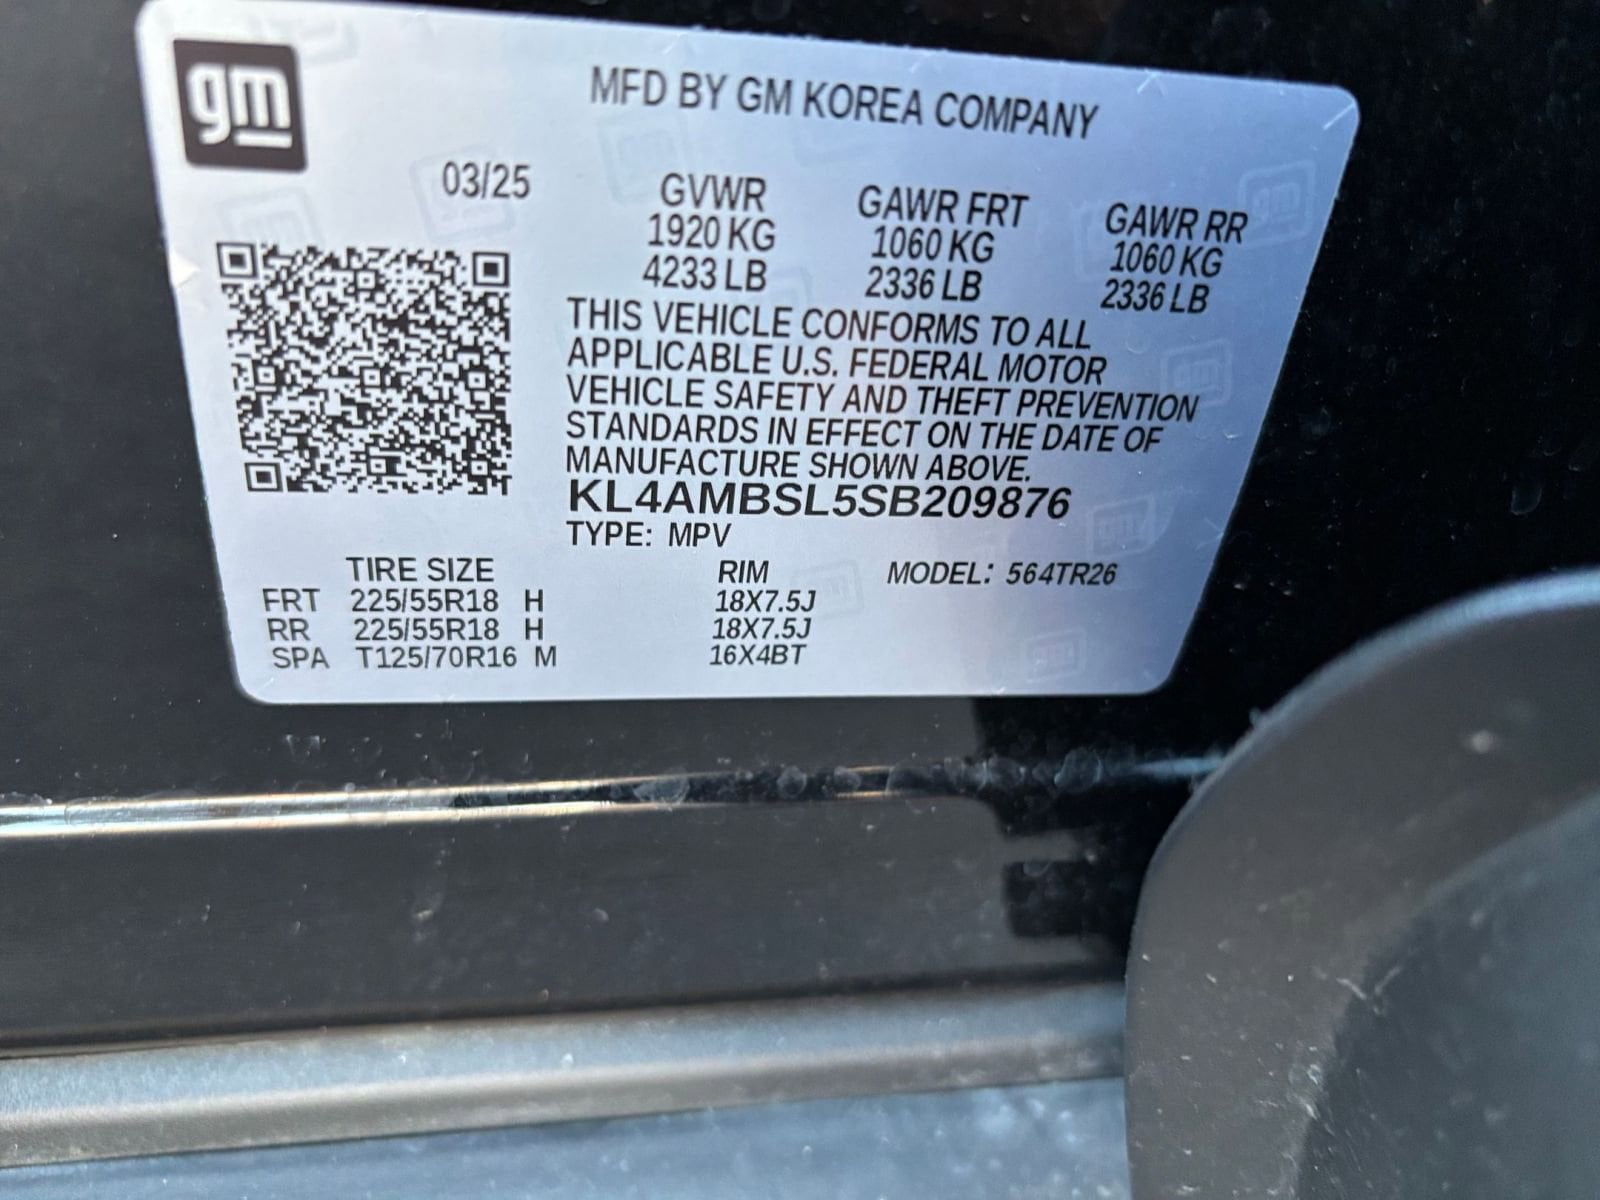 gm
MFD BY GM KOREA COMPANY
03/25
GVWR GAWR FRT GAWR RR
1920 KG 1060 KG 1060 KG
4233 LB 2336 LB 2336 LB
THIS VEHICLE CONFORMS TO ALL
APPLICABLE U.S. FEDERAL MOTOR
VEHICLE SAFETY AND THEFT PREVENTION
STANDARDS IN EFFECT ON THE DATE OF
MANUFACTURE SHOWN ABOVE.
KL4AMBSL5SB209876
TYPE: MPV
TIRE SIZE RIM MODEL: 564TR26
FRT 225/55R18 H 18X7.5J
RR 225/55R18 H 18X7.5J
SPA T125/70R16 M 16X4BT